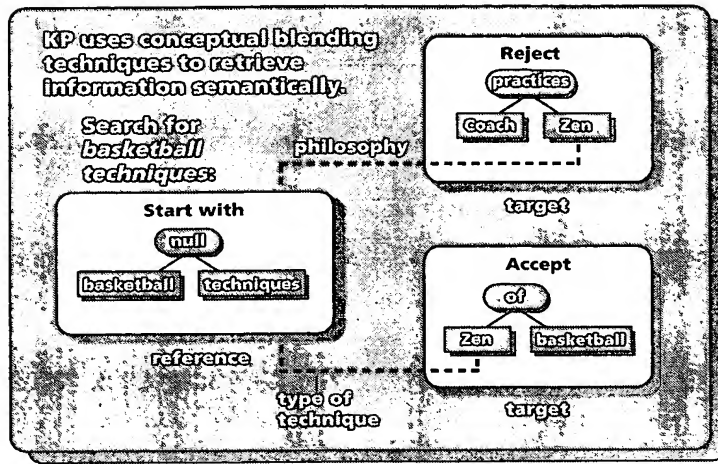 KP uses conceptual blending
techniques to retrieve
information semantically.
Search for
basketball
techniques:
Start with
null
basketball techniques
reference
philosophy
Reject
practices
Coach Zen
target
type of
technique
Accept
of
Zen basketball
target